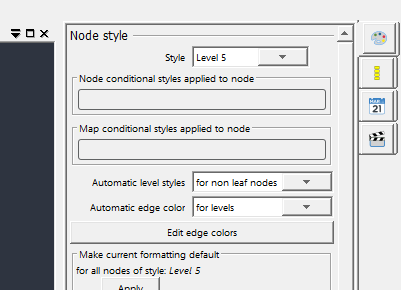 Node style
Style Level 5
Node conditional styles applied to node
Map conditional styles applied to node
Automatic level styles for non leaf nodes
Automatic edge color for levels
Edit edge colors
Make current formatting default
for all nodes of style: Level 5
Apply
21